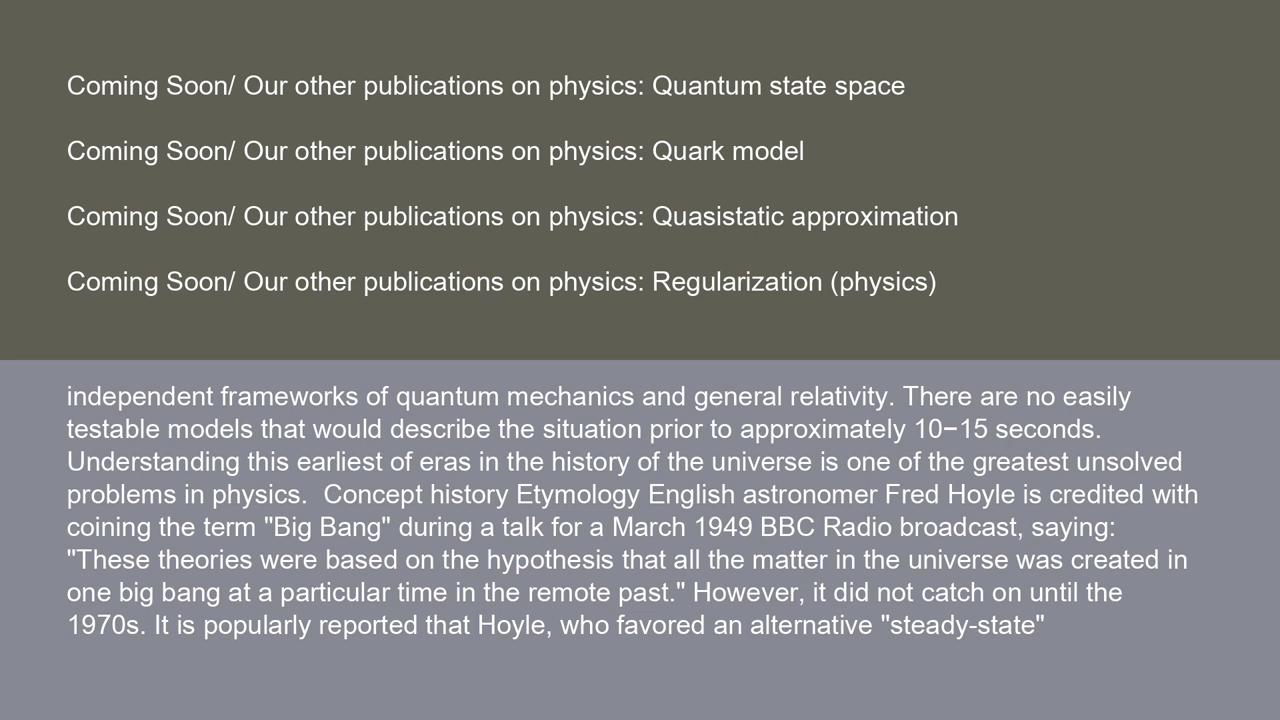 Coming Soon/ Our other publications on physics: Quantum state space
Coming Soon/ Our other publications on physics: Quark model
Coming Soon/ Our other publications on physics: Quasistatic approximation
Coming Soon/ Our other publications on physics: Regularization (physics)
independent frameworks of quantum mechanics and general relativity. There are no easily
testable models that would describe the situation prior to approximately 10−15 seconds.
Understanding this earliest of eras in the history of the universe is one of the greatest unsolved
problems in physics.  Concept history Etymology English astronomer Fred Hoyle is credited with
coining the term "Big Bang" during a talk for a March 1949 BBC Radio broadcast, saying:
"These theories were based on the hypothesis that all the matter in the universe was created in
one big bang at a particular time in the remote past." However, it did not catch on until the
1970s. It is popularly reported that Hoyle, who favored an alternative "steady-state"